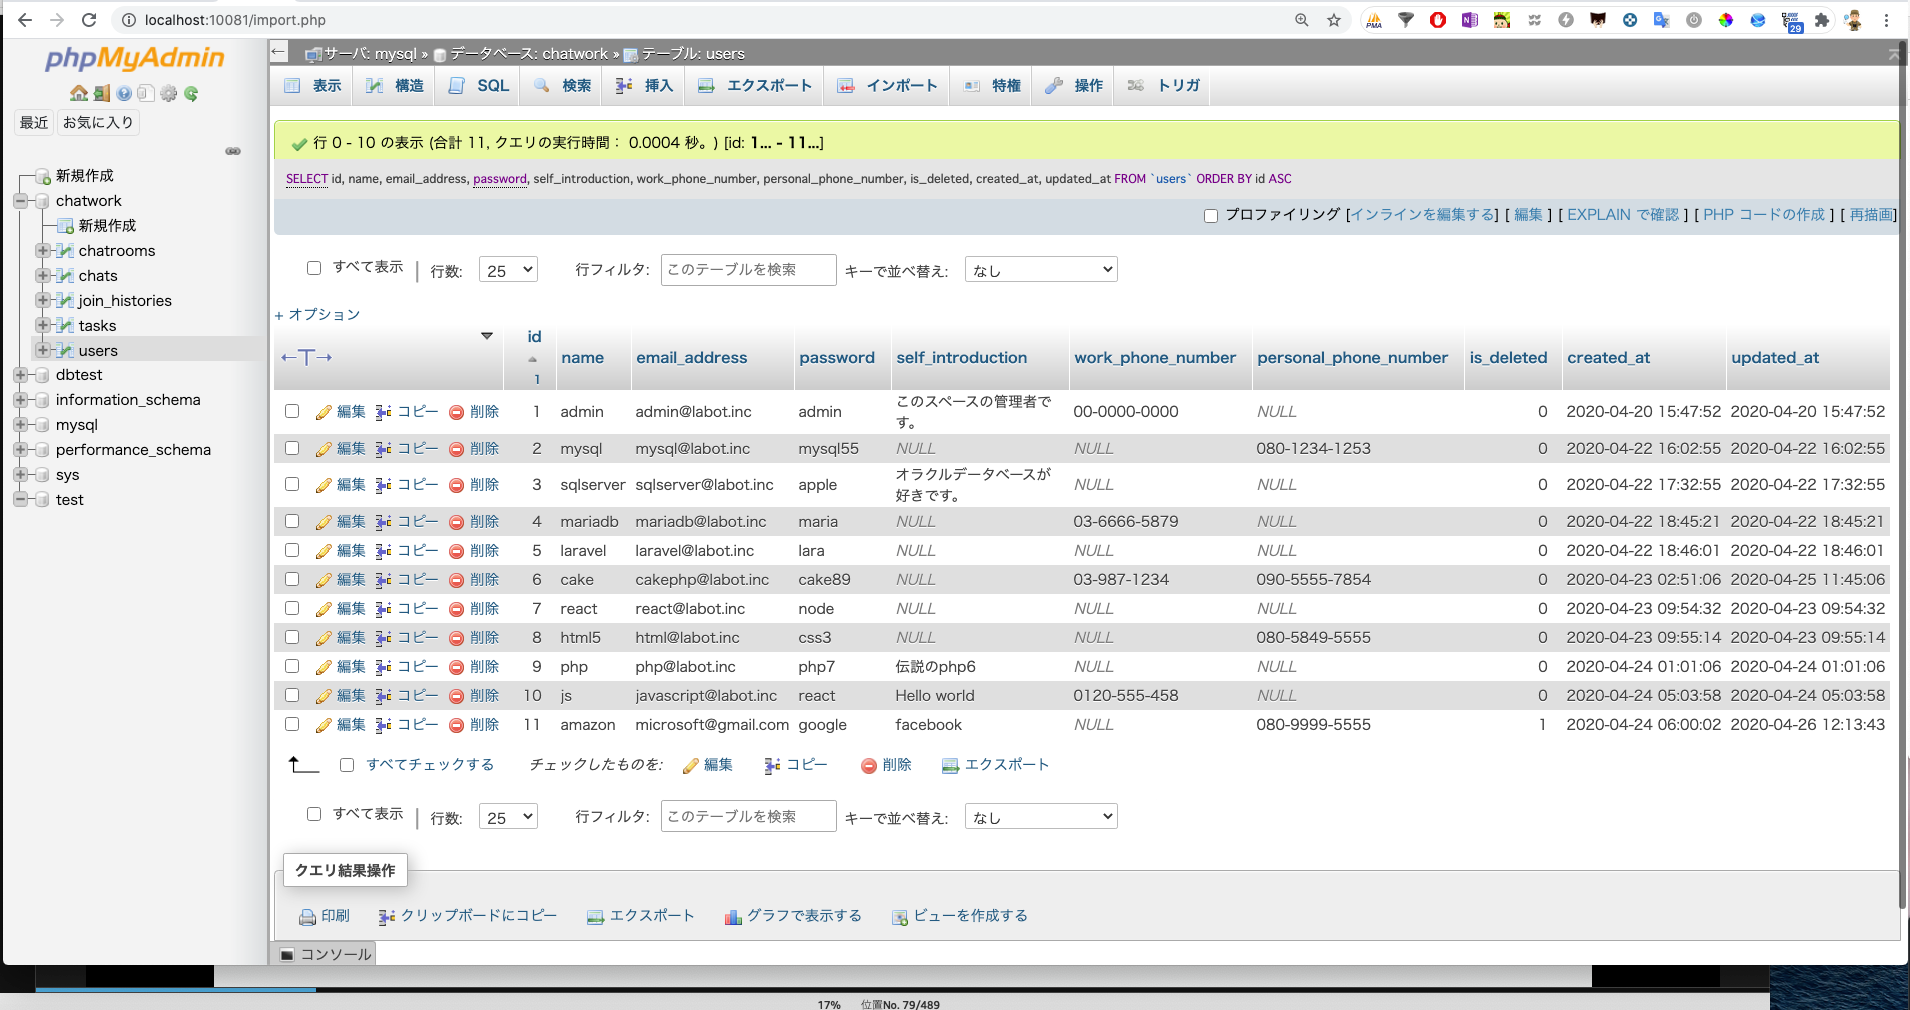 localhost:10081/import.php
29
phpMyAdmin
最近 お気に入り
新規作成
chatwork
新規作成
chatrooms
chats
join_histories
tasks
users
dbtest
information_schema
mysql
performance_schema
sys
test
サーバ: mysql » データベース: chatwork » テーブル: users
表示 構造 SQL 検索 挿入 エクスポート インポート 特権 操作 トリガ
行 0 - 10 の表示 (合計 11, クエリの実行時間： 0.0004 秒。) [id: 1... - 11...]
SELECT id, name, email_address, password, self_introduction, work_phone_number, personal_phone_number, is_deleted, created_at, updated_at FROM `users` ORDER BY id ASC
プロファイリング [インラインを編集する] [ 編集 ] [ EXPLAIN で確認 ] [ PHP コードの作成 ] [ 再描画]
すべて表示 | 行数: 25 行フィルタ: このテーブルを検索 キーで並べ替え: なし
+ オプション
←T→ id 1 name email_address password self_introduction work_phone_number personal_phone_number is_deleted created_at updated_at
編集 コピー 削除 1 admin admin@labot.inc admin このスペースの管理者です。 00-0000-0000 NULL 0 2020-04-20 15:47:52 2020-04-20 15:47:52
編集 コピー 削除 2 mysql mysql@labot.inc mysql55 NULL NULL 080-1234-1253 0 2020-04-22 16:02:55 2020-04-22 16:02:55
編集 コピー 削除 3 sqlserver sqlserver@labot.inc apple オラクルデータベースが好きです。 NULL NULL 0 2020-04-22 17:32:55 2020-04-22 17:32:55
編集 コピー 削除 4 mariadb mariadb@labot.inc maria NULL 03-6666-5879 NULL 0 2020-04-22 18:45:21 2020-04-22 18:45:21
編集 コピー 削除 5 laravel laravel@labot.inc lara NULL NULL NULL 0 2020-04-22 18:46:01 2020-04-22 18:46:01
編集 コピー 削除 6 cake cakephp@labot.inc cake89 NULL 03-987-1234 090-5555-7854 0 2020-04-23 02:51:06 2020-04-25 11:45:06
編集 コピー 削除 7 react react@labot.inc node NULL NULL NULL 0 2020-04-23 09:54:32 2020-04-23 09:54:32
編集 コピー 削除 8 html5 html@labot.inc css3 NULL NULL 080-5849-5555 0 2020-04-23 09:55:14 2020-04-23 09:55:14
編集 コピー 削除 9 php php@labot.inc php7 伝説のphp6 NULL NULL 0 2020-04-24 01:01:06 2020-04-24 01:01:06
編集 コピー 削除 10 js javascript@labot.inc react Hello world 0120-555-458 NULL 0 2020-04-24 05:03:58 2020-04-24 05:03:58
編集 コピー 削除 11 amazon microsoft@gmail.com google facebook NULL 080-9999-5555 1 2020-04-24 06:00:02 2020-04-26 12:13:43
すべてチェックする チェックしたものを: 編集 コピー 削除 エクスポート
すべて表示 | 行数: 25 行フィルタ: このテーブルを検索 キーで並べ替え: なし
クエリ結果操作
印刷 クリップボードにコピー エクスポート グラフで表示する ビューを作成する
コンソール
17% 位置No. 79/489